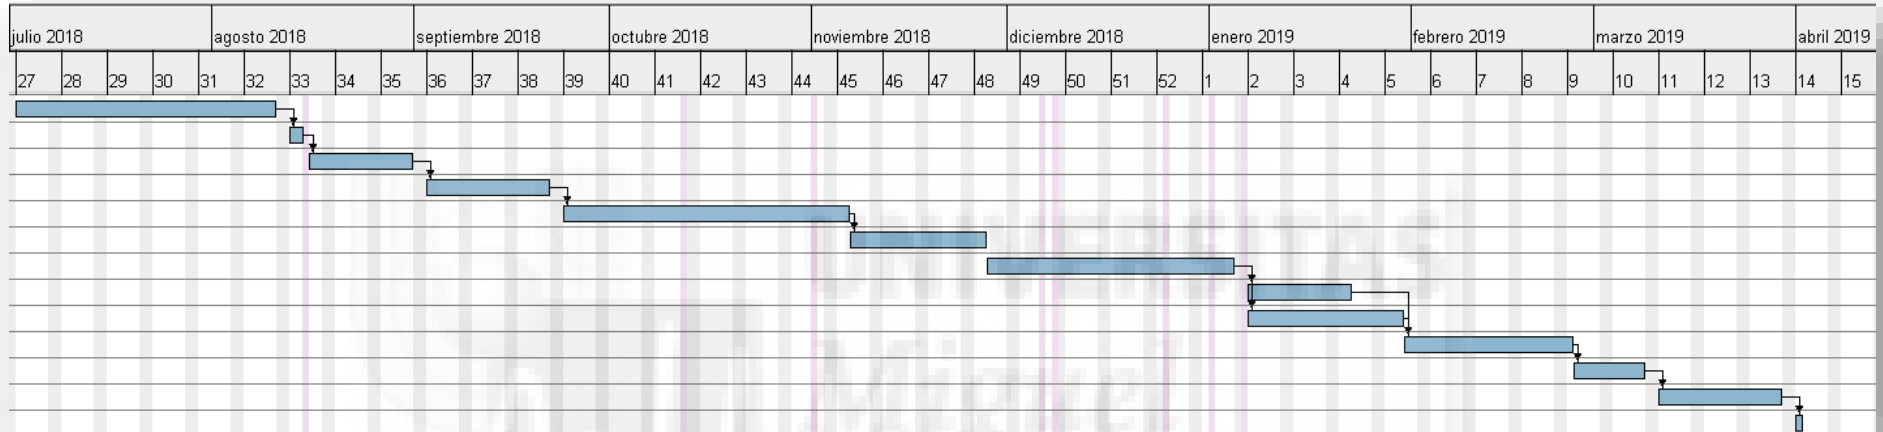 julio 2018 agosto 2018 septiembre 2018 octubre 2018 noviembre 2018 diciembre 2018 enero 2019 febrero 2019 marzo 2019 abril 2019
27 28 29 30 31 32 33 34 35 36 37 38 39 40 41 42 43 44 45 46 47 48 49 50 51 52 1 2 3 4 5 6 7 8 9 10 11 12 13 14 15
UNIVERSITAS
Miguel